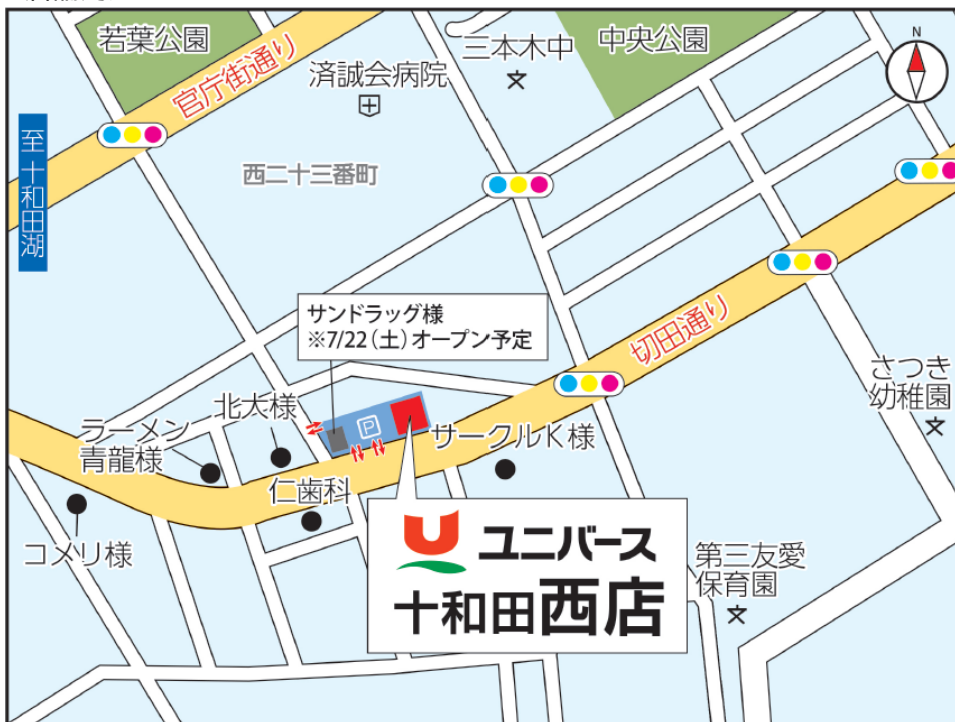 若葉公園
官庁街通り
済誠会病院
三本木中
中央公園
N
至十和田湖
西二十三番町
サンドラッグ様
※7/22(土)オープン予定
切田通り
さつき
幼稚園
北大様
P
ラーメン
青龍様
サークルK様
仁歯科
コメリ様
U ユニバース
十和田西店
第三友愛
保育園